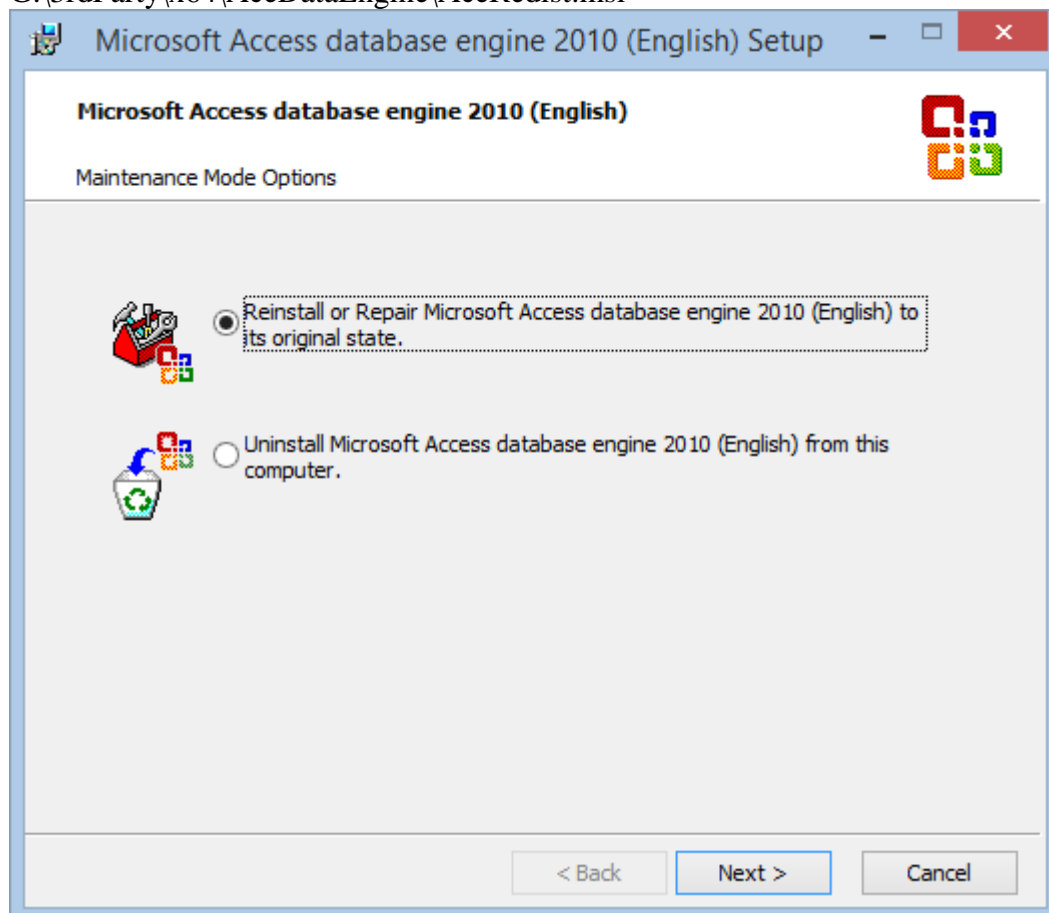 Microsoft Access database engine 2010 (English) Setup
Microsoft Access database engine 2010 (English)
Maintenance Mode Options
Reinstall or Repair Microsoft Access database engine 2010 (English) to
its original state.
Uninstall Microsoft Access database engine 2010 (English) from this
computer.
< Back
Next >
Cancel